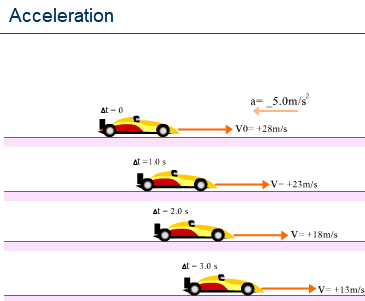 Acceleration
a= _5.0m/s²
Δt = 0
V0= +28m/s
Δt =1.0 s
V= +23m/s
Δt = 2.0 s
V= +18m/s
Δt = 3.0 s
V= +13m/s